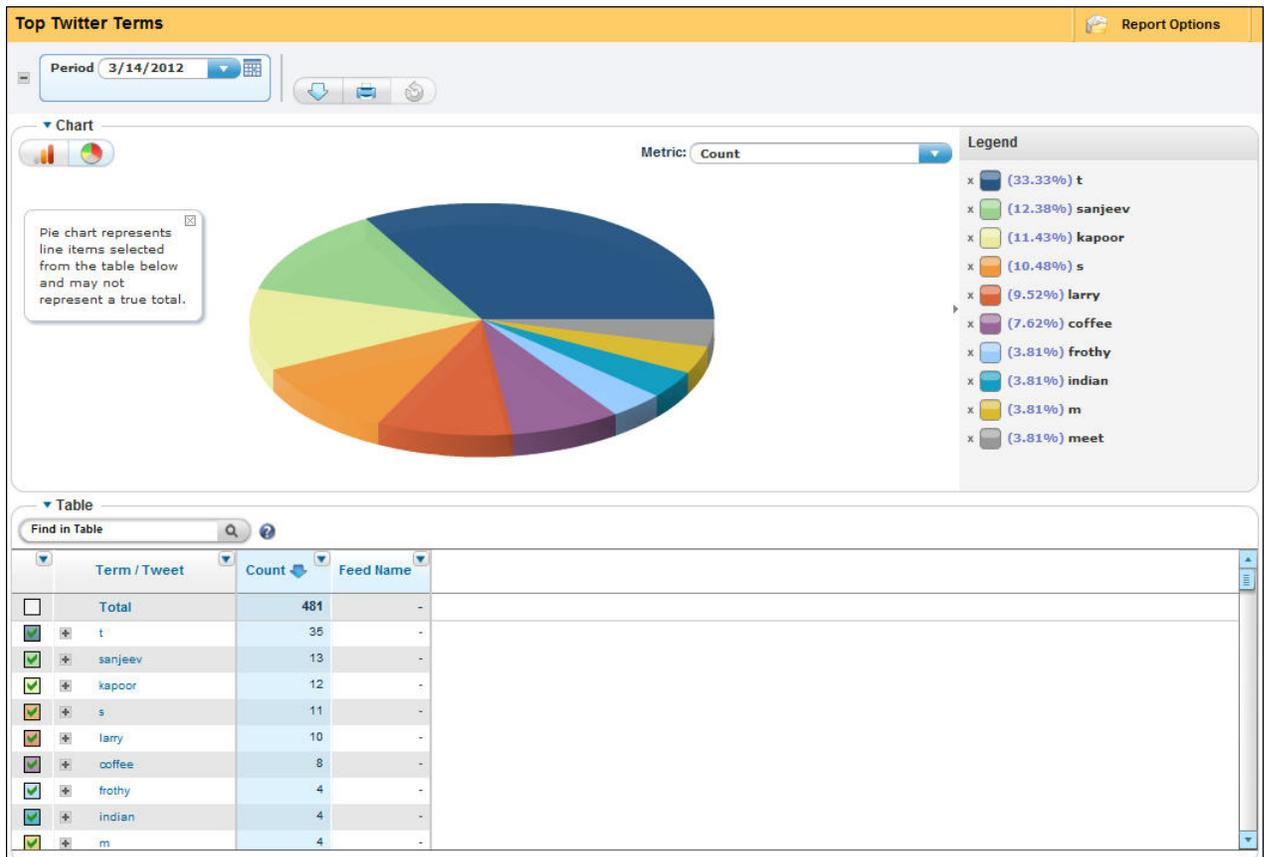 Top Twitter Terms
Report Options
Period 3/14/2012
Chart
Metric: Count
Pie chart represents
line items selected
from the table below
and may not
represent a true total.
Legend
x (33.33%) t
x (12.38%) sanjeev
x (11.43%) kapoor
x (10.48%) s
x (9.52%) larry
x (7.62%) coffee
x (3.81%) frothy
x (3.81%) indian
x (3.81%) m
x (3.81%) meet
Table
Find in Table
Term / Tweet Count Feed Name
Total 481 -
t 35 -
sanjeev 13 -
kapoor 12 -
s 11 -
larry 10 -
coffee 8 -
frothy 4 -
indian 4 -
m 4 -